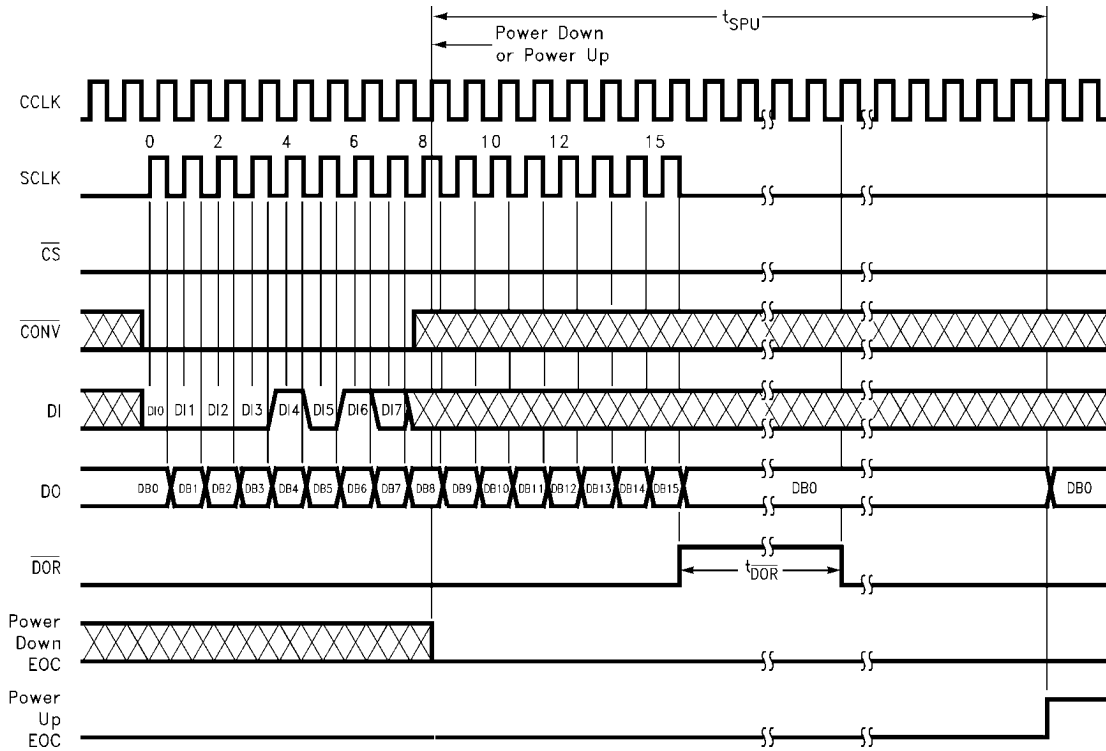 tSPU
Power Down
or Power Up
CCLK
0 2 4 6 8 10 12 15
SCLK
CS
CONV
DI DI0 DI1 DI2 DI3 DI4 DI5 DI6 DI7
DO DB0 DB1 DB2 DB3 DB4 DB5 DB6 DB7 DB8 DB9 DB10 DB11 DB12 DB13 DB14 DB15 DB0 DB0
DOR tDOR
Power
Down
EOC
Power
Up
EOC